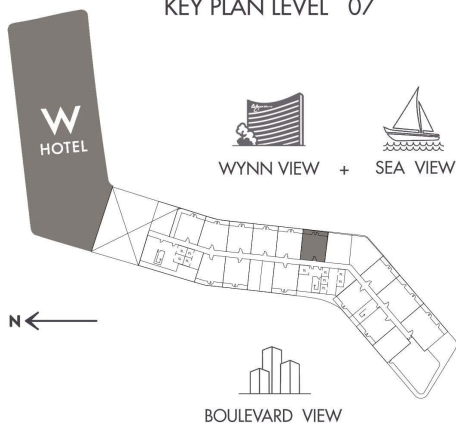 KEY PLAN LEVEL 07
W
HOTEL
WYNN VIEW + SEA VIEW
N
BOULEVARD VIEW